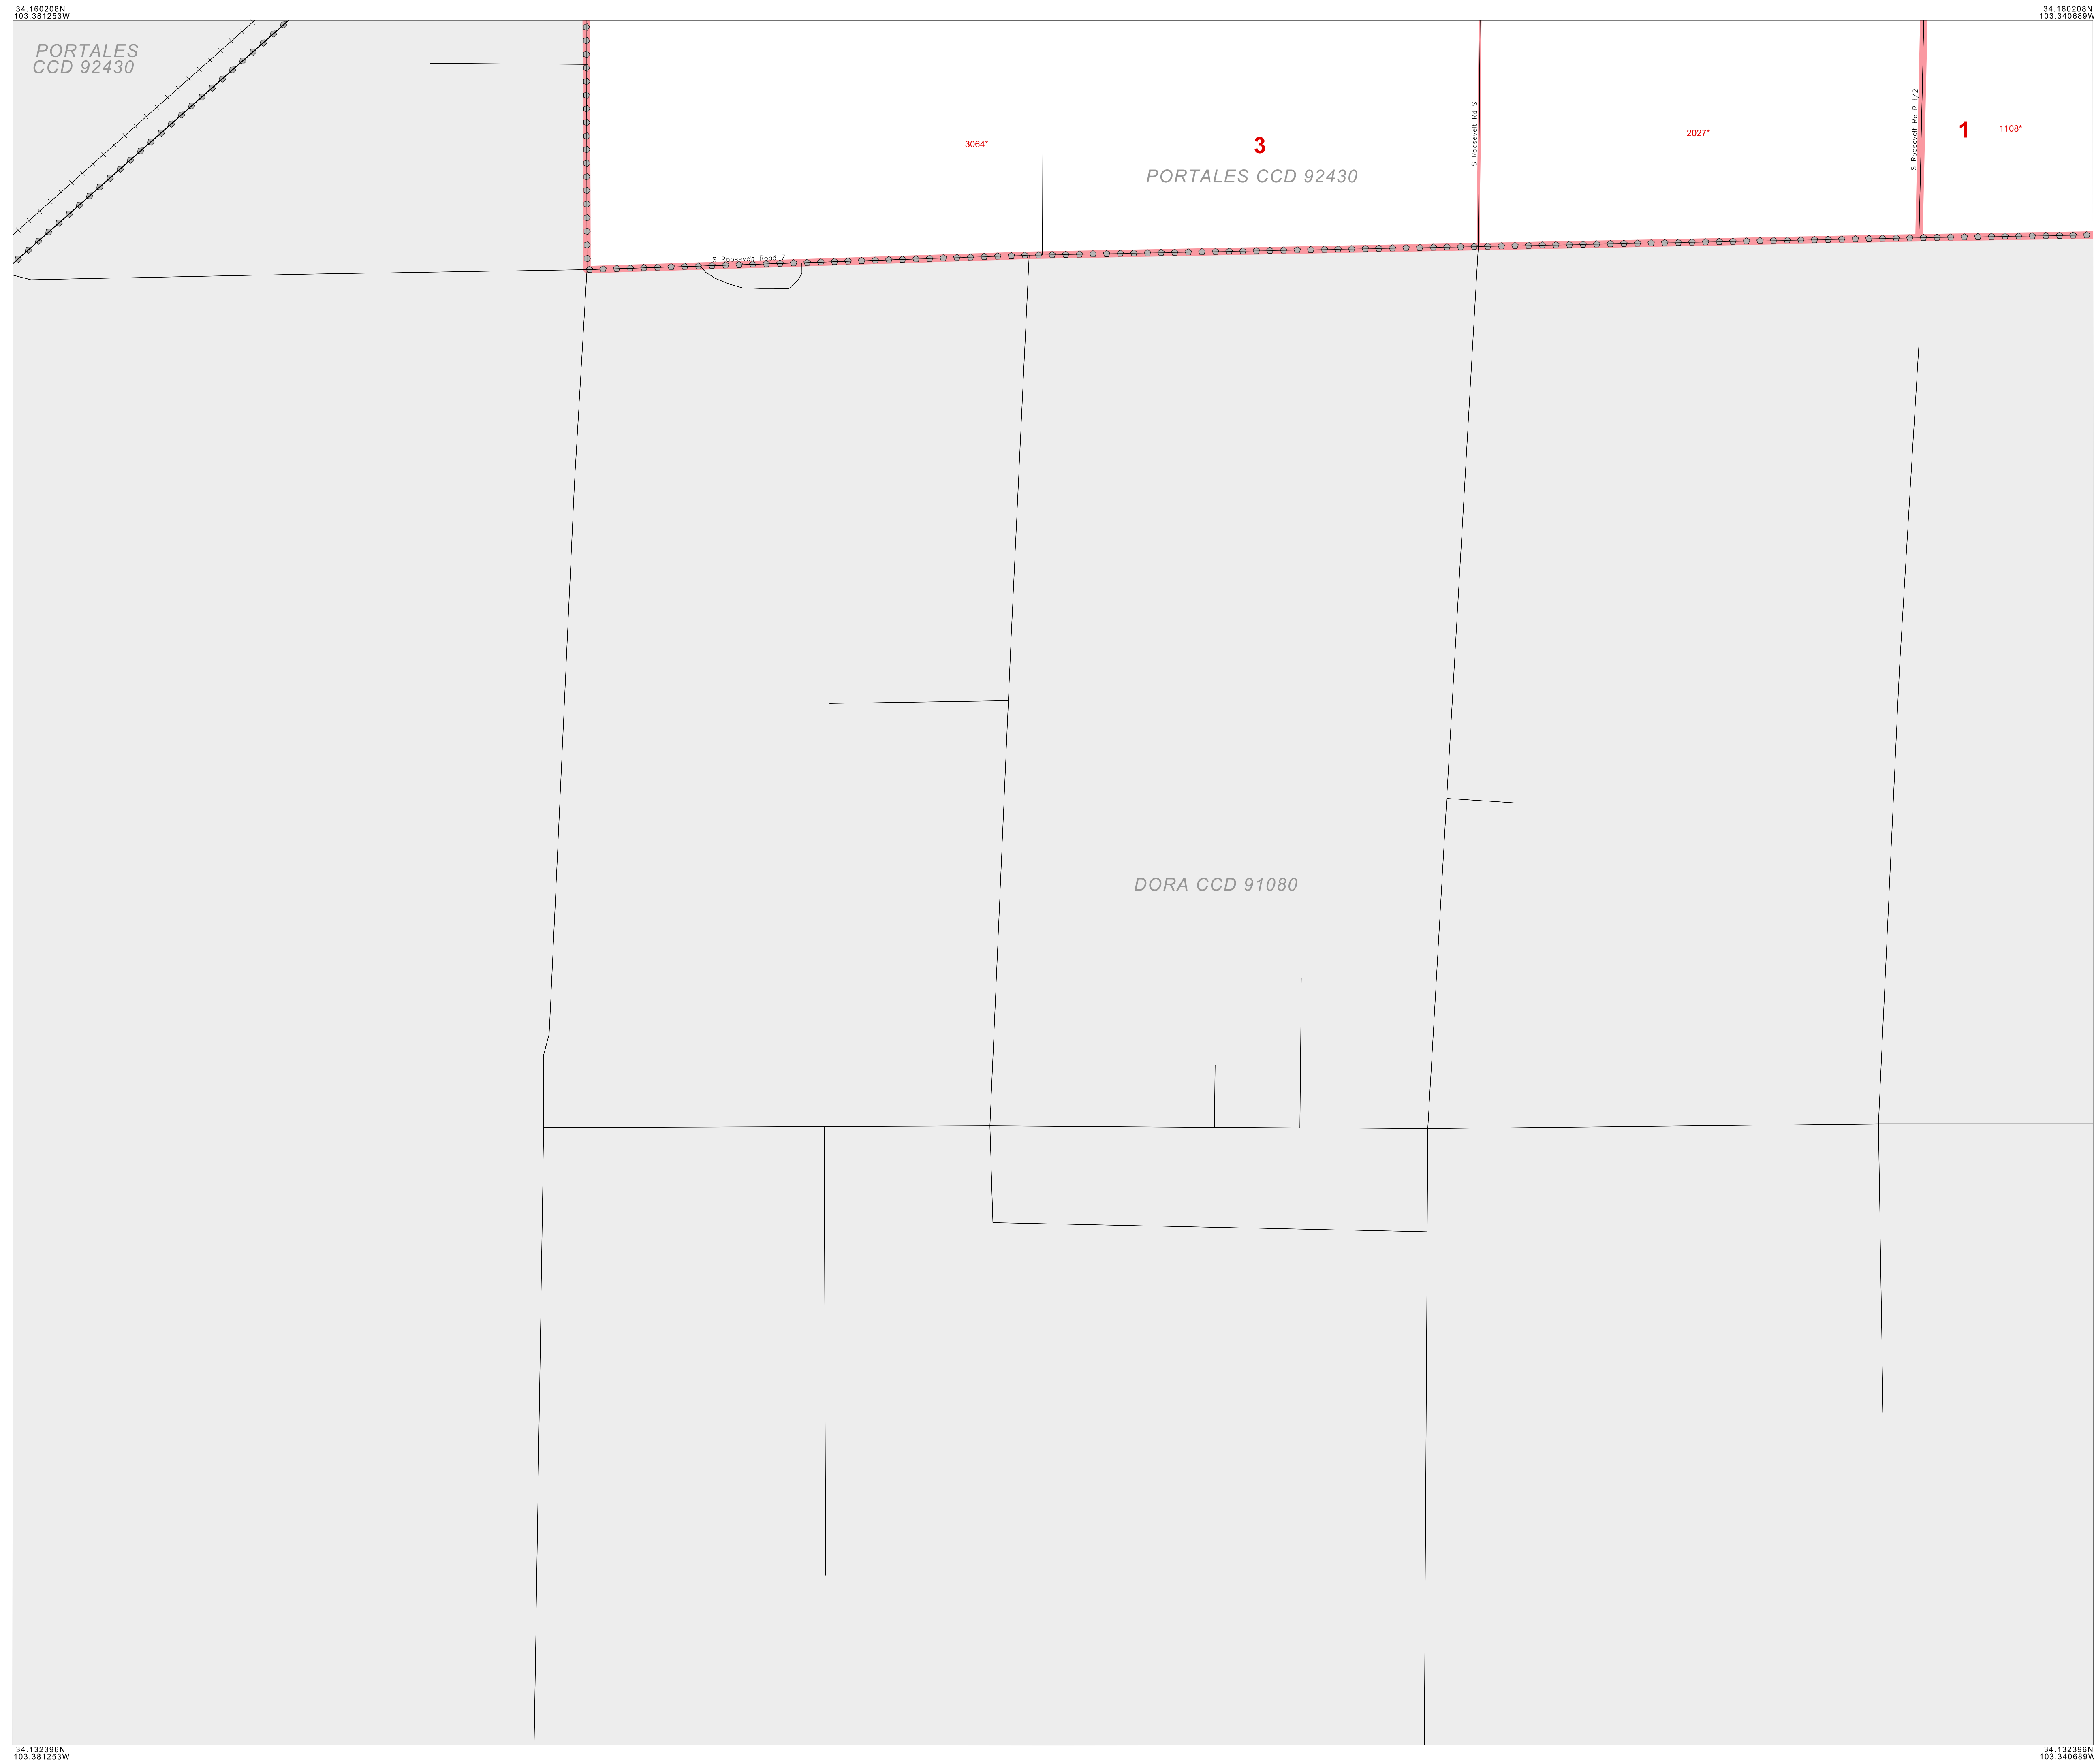 34.160208N
103.381253W
34.160208N
103.340689W
PORTALES
CCD 92430
S Roosevelt Rd S
S Roosevelt Rd R 1/2
3064*
3
2027*
1
1108*
PORTALES CCD 92430
S Roosevelt Road 7
DORA CCD 91080
34.132396N
103.381253W
34.132396N
103.340689W